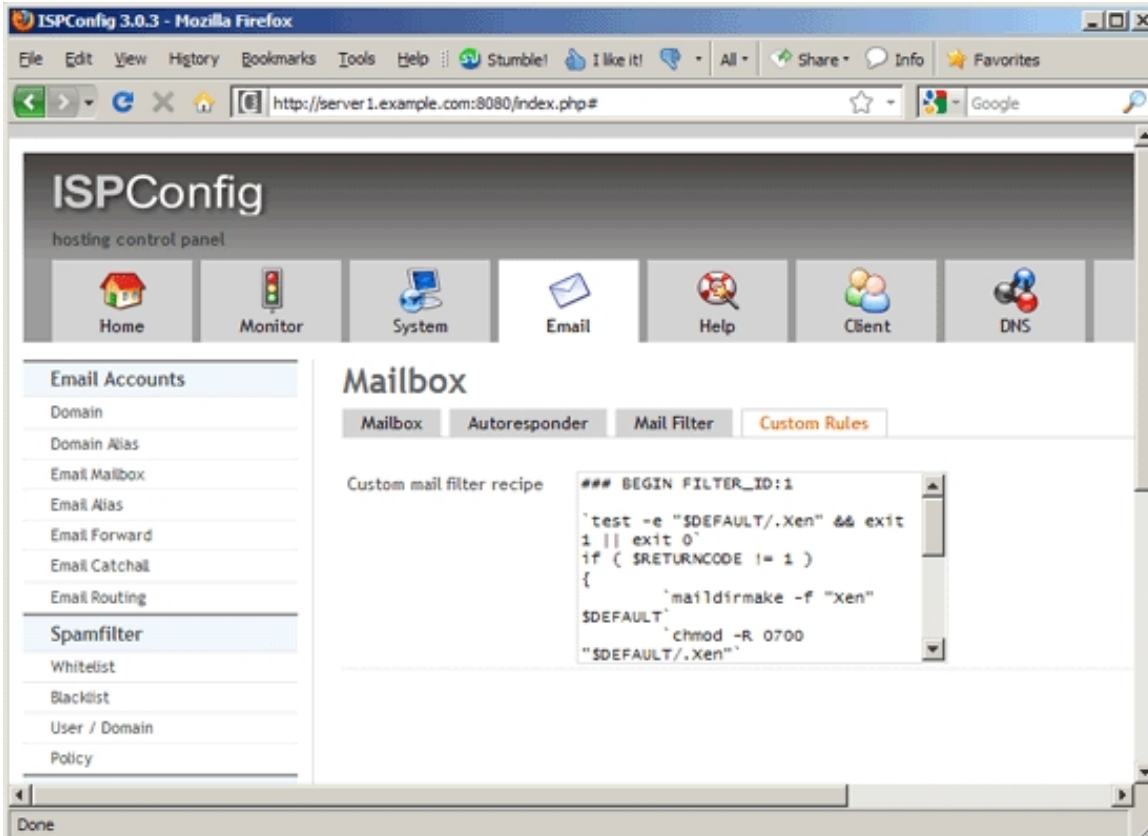 ISPConfig 3.0.3 - Mozilla Firefox
File Edit View History Bookmarks Tools Help Stumble! I like it! All Share Info Favorites
http://server1.example.com:8080/index.php# Google
ISPConfig
hosting control panel
Home Monitor System Email Help Client DNS
Email Accounts
Domain
Domain Alias
Email Mailbox
Email Alias
Email Forward
Email Catchall
Email Routing
Spamfilter
Whitelist
Blacklist
User / Domain
Policy
Mailbox
Mailbox Autoresponder Mail Filter Custom Rules
Custom mail filter recipe
### BEGIN FILTER_ID:1
`test -e "$DEFAULT/.Xen" && exit
1 || exit 0`
if ( $RETURNCODE != 1 )
{
`maildirmake -f "Xen"
$DEFAULT`
`chmod -R 0700
"$DEFAULT/.Xen"`
Done